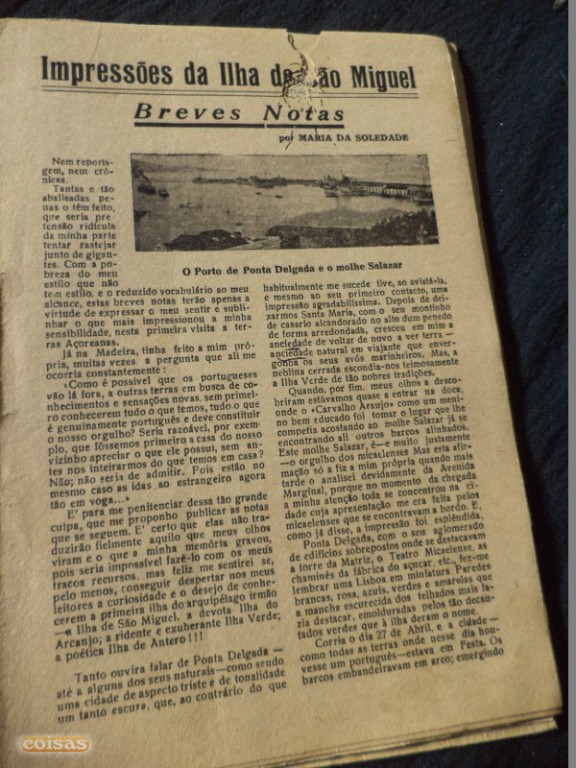 Impressões da Ilha de São Miguel
Breves Notas
por MARIA DA SOLEDADE
Nem reporta-
gem, nem cró-
nicas.
Tantas e tão
abalisadas pe-
nas o têm feito,
que seria pre-
tensão ridícula
da minha parte
tentar rastejar
junto de gigan-
tes. Com a po-
breza do meu
estilo que não
tem estilo, e o reduzido vocabulário ao meu
alcance, estas breves notas terão apenas a
virtude de expressar o meu sentir e subli-
nhar o que mais impressionou a minha
sensibilidade, nesta primeira visita a ter-
ras Açoreanas.
Já na Madeira, tinha feito a mim pró-
pria, muitas vezes a pergunta que ali me
ocorria constantemente:
«Como é possível que os portugueses
vão lá fora, a outras terras em busca de co-
nhecimentos e sensações novas, sem primei-
ro conhecerem tudo o que temos, tudo o que
é genuinamente português e deve constituir
o nosso orgulho? Seria razoável, por exem-
plo, que fôssemos primeiro a casa do nosso
vizinho apreciar o que ele possui, sem an-
tes nos inteirarmos do que temos em casa?
Não; não seria de admitir. Pois estão no
mesmo caso as idas ao estrangeiro agora
tão em voga...»
E' para me penitenciar dessa tão grande
culpa, que me proponho publicar as notas
que se seguem. E' certo que elas não tra-
duzirão fielmente aquilo que meus olhos
viram e o que a minha memória gravou,
pois seria impossível fazê-lo com os meus
fracos recursos, mas feliz me sentirei se,
pelo menos, conseguir despertar nos meus
leitores a curiosidade e o desejo de conhe-
cerem a primeira ilha do arquipélago irmão
—a Ilha de São Miguel, a devota Ilha do
Arcanjo; a ridente e exuberante Ilha Verde;
a poética Ilha de Antero!!!
Tanto ouvira falar de Ponta Delgada —
até a alguns dos seus naturais—como sendo
uma cidade de aspecto triste e de tonalidade
um tanto escura, que, ao contrário do que
O Porto de Ponta Delgada e o molhe Salazar
habitualmente me sucede tive, ao avistá-la,
e mesmo ao seu primeiro contacto, uma
impressão agradabilíssima. Depois de dei-
xarmos Santa Maria, com o seu montinho
de casario alcandorado no alto dum pendo
de forma arredondada, cresceu em mim a
anciedade de voltar de novo a ver terra —
anciedade natural em viajante que enver-
gonha os seus avós marinheiros. Mas, a
neblina cerrada escondia-nos teimosamente
a Ilha Verde de tão nobres tradições.
Quando, por fim, meus olhos a desco-
briram estávamos quase a entrar na doca,
onde o «Carvalho Araujo» como um meni-
no bem educado foi tomar o lugar que lhe
competia acostando ao molhe Salazar já se
encontrando ali outros barcos alinhados.
Este molhe Salazar, é—e muito justamente
—o orgulho dos micaelenses Mas esta afir-
mação só a fiz a mim própria quando mais
tarde o analisei devidamente da Avenida
Marginal, porque no momento da chegada
a minha atenção toda se concentrou na ci-
dade cuja apresentação me era feita pelos
micaelenses que se encontravam a bordo. E,
como já disse, a impressão foi esplêndida.
Ponta Delgada, com o seu aglomerado
de edifícios sobrepostos onde se destacavam
a torre da Matriz, o Teatro Micaelense, as
chaminés da fábrica do açúcar, etc., fez-me
lembrar uma Lisboa em miniatura. Paredes
brancas, rosa, azuis, verdes e amarelas que
a mancha escurecida dos telhados mais fa-
zia destacar, emolduradas pelos tão decan-
tados verdes que à ilha deram o nome.
Corria o dia 27 de Abril, e a cidade —
como todas as terras onde nesse dia hou-
vesse um português—estava em Festa. Os
barcos embandeiravam em arco; emergindo
coisas